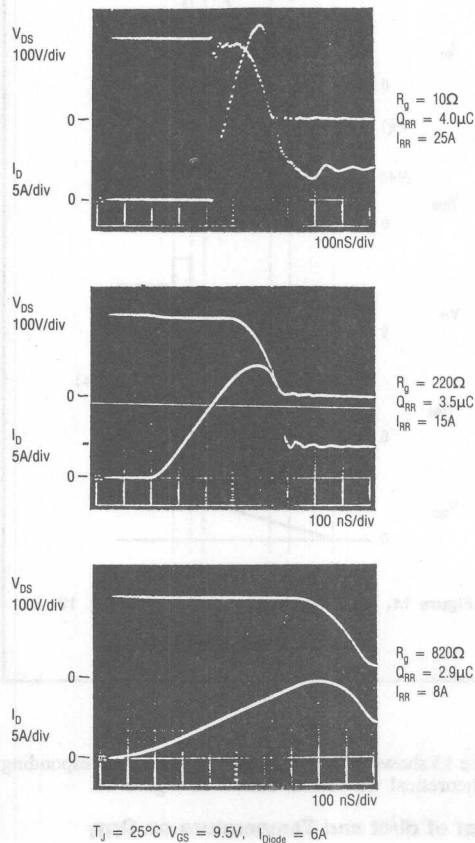 V_DS
100V/div
0
I_D
5A/div
0
R_g = 10Ω
Q_RR = 4.0μC
I_RR = 25A
100nS/div
V_DS
100V/div
0
I_D
5A/div
0
R_g = 220Ω
Q_RR = 3.5μC
I_RR = 15A
100 nS/div
V_DS
100V/div
0
I_D
5A/div
0
R_g = 820Ω
Q_RR = 2.9μC
I_RR = 8A
100 nS/div
T_J = 25°C V_GS = 9.5V, I_Diode = 6A